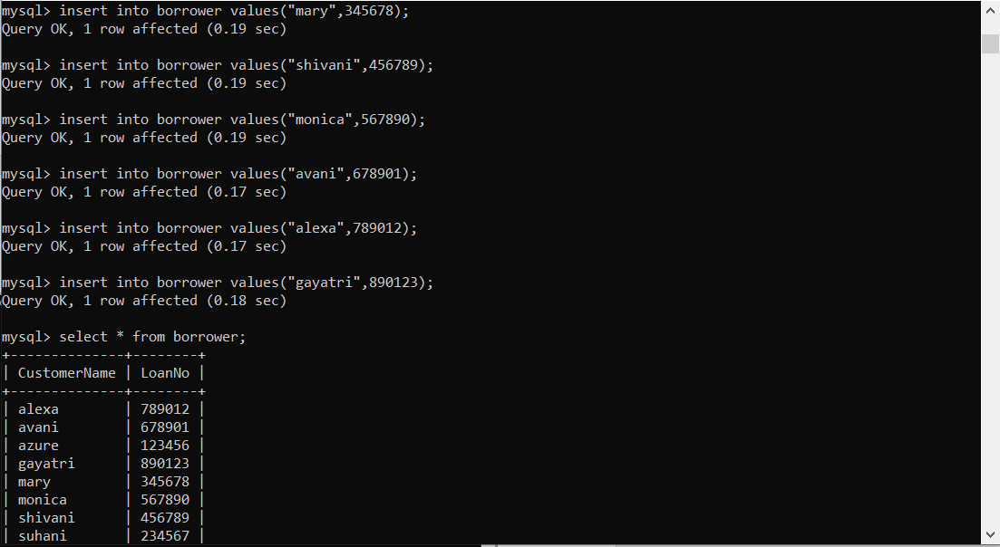 mysql> insert into borrower values("mary",345678);
Query OK, 1 row affected (0.19 sec)
mysql> insert into borrower values("shivani",456789);
Query OK, 1 row affected (0.19 sec)
mysql> insert into borrower values("monica",567890);
Query OK, 1 row affected (0.19 sec)
mysql> insert into borrower values("avani",678901);
Query OK, 1 row affected (0.17 sec)
mysql> insert into borrower values("alexa",789012);
Query OK, 1 row affected (0.17 sec)
mysql> insert into borrower values("gayatri",890123);
Query OK, 1 row affected (0.18 sec)
mysql> select * from borrower;
+--------------+--------+
| CustomerName | LoanNo |
+--------------+--------+
| alexa        | 789012 |
| avani        | 678901 |
| azure        | 123456 |
| gayatri      | 890123 |
| mary         | 345678 |
| monica       | 567890 |
| shivani      | 456789 |
| suhani       | 234567 |